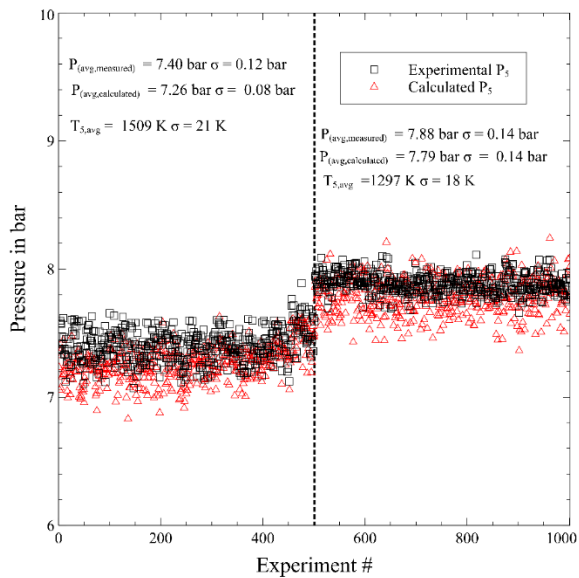 10
9
8
7
6
Pressure in bar
P(avg,measured) = 7.40 bar σ = 0.12 bar
P(avg,calculated) = 7.26 bar σ = 0.08 bar
T5,avg = 1509 K σ = 21 K
Experimental P5
Calculated P5
P(avg,measured) = 7.88 bar σ = 0.14 bar
P(avg,calculated) = 7.79 bar σ = 0.14 bar
T5,avg =1297 K σ = 18 K
0 200 400 600 800 1000
Experiment #